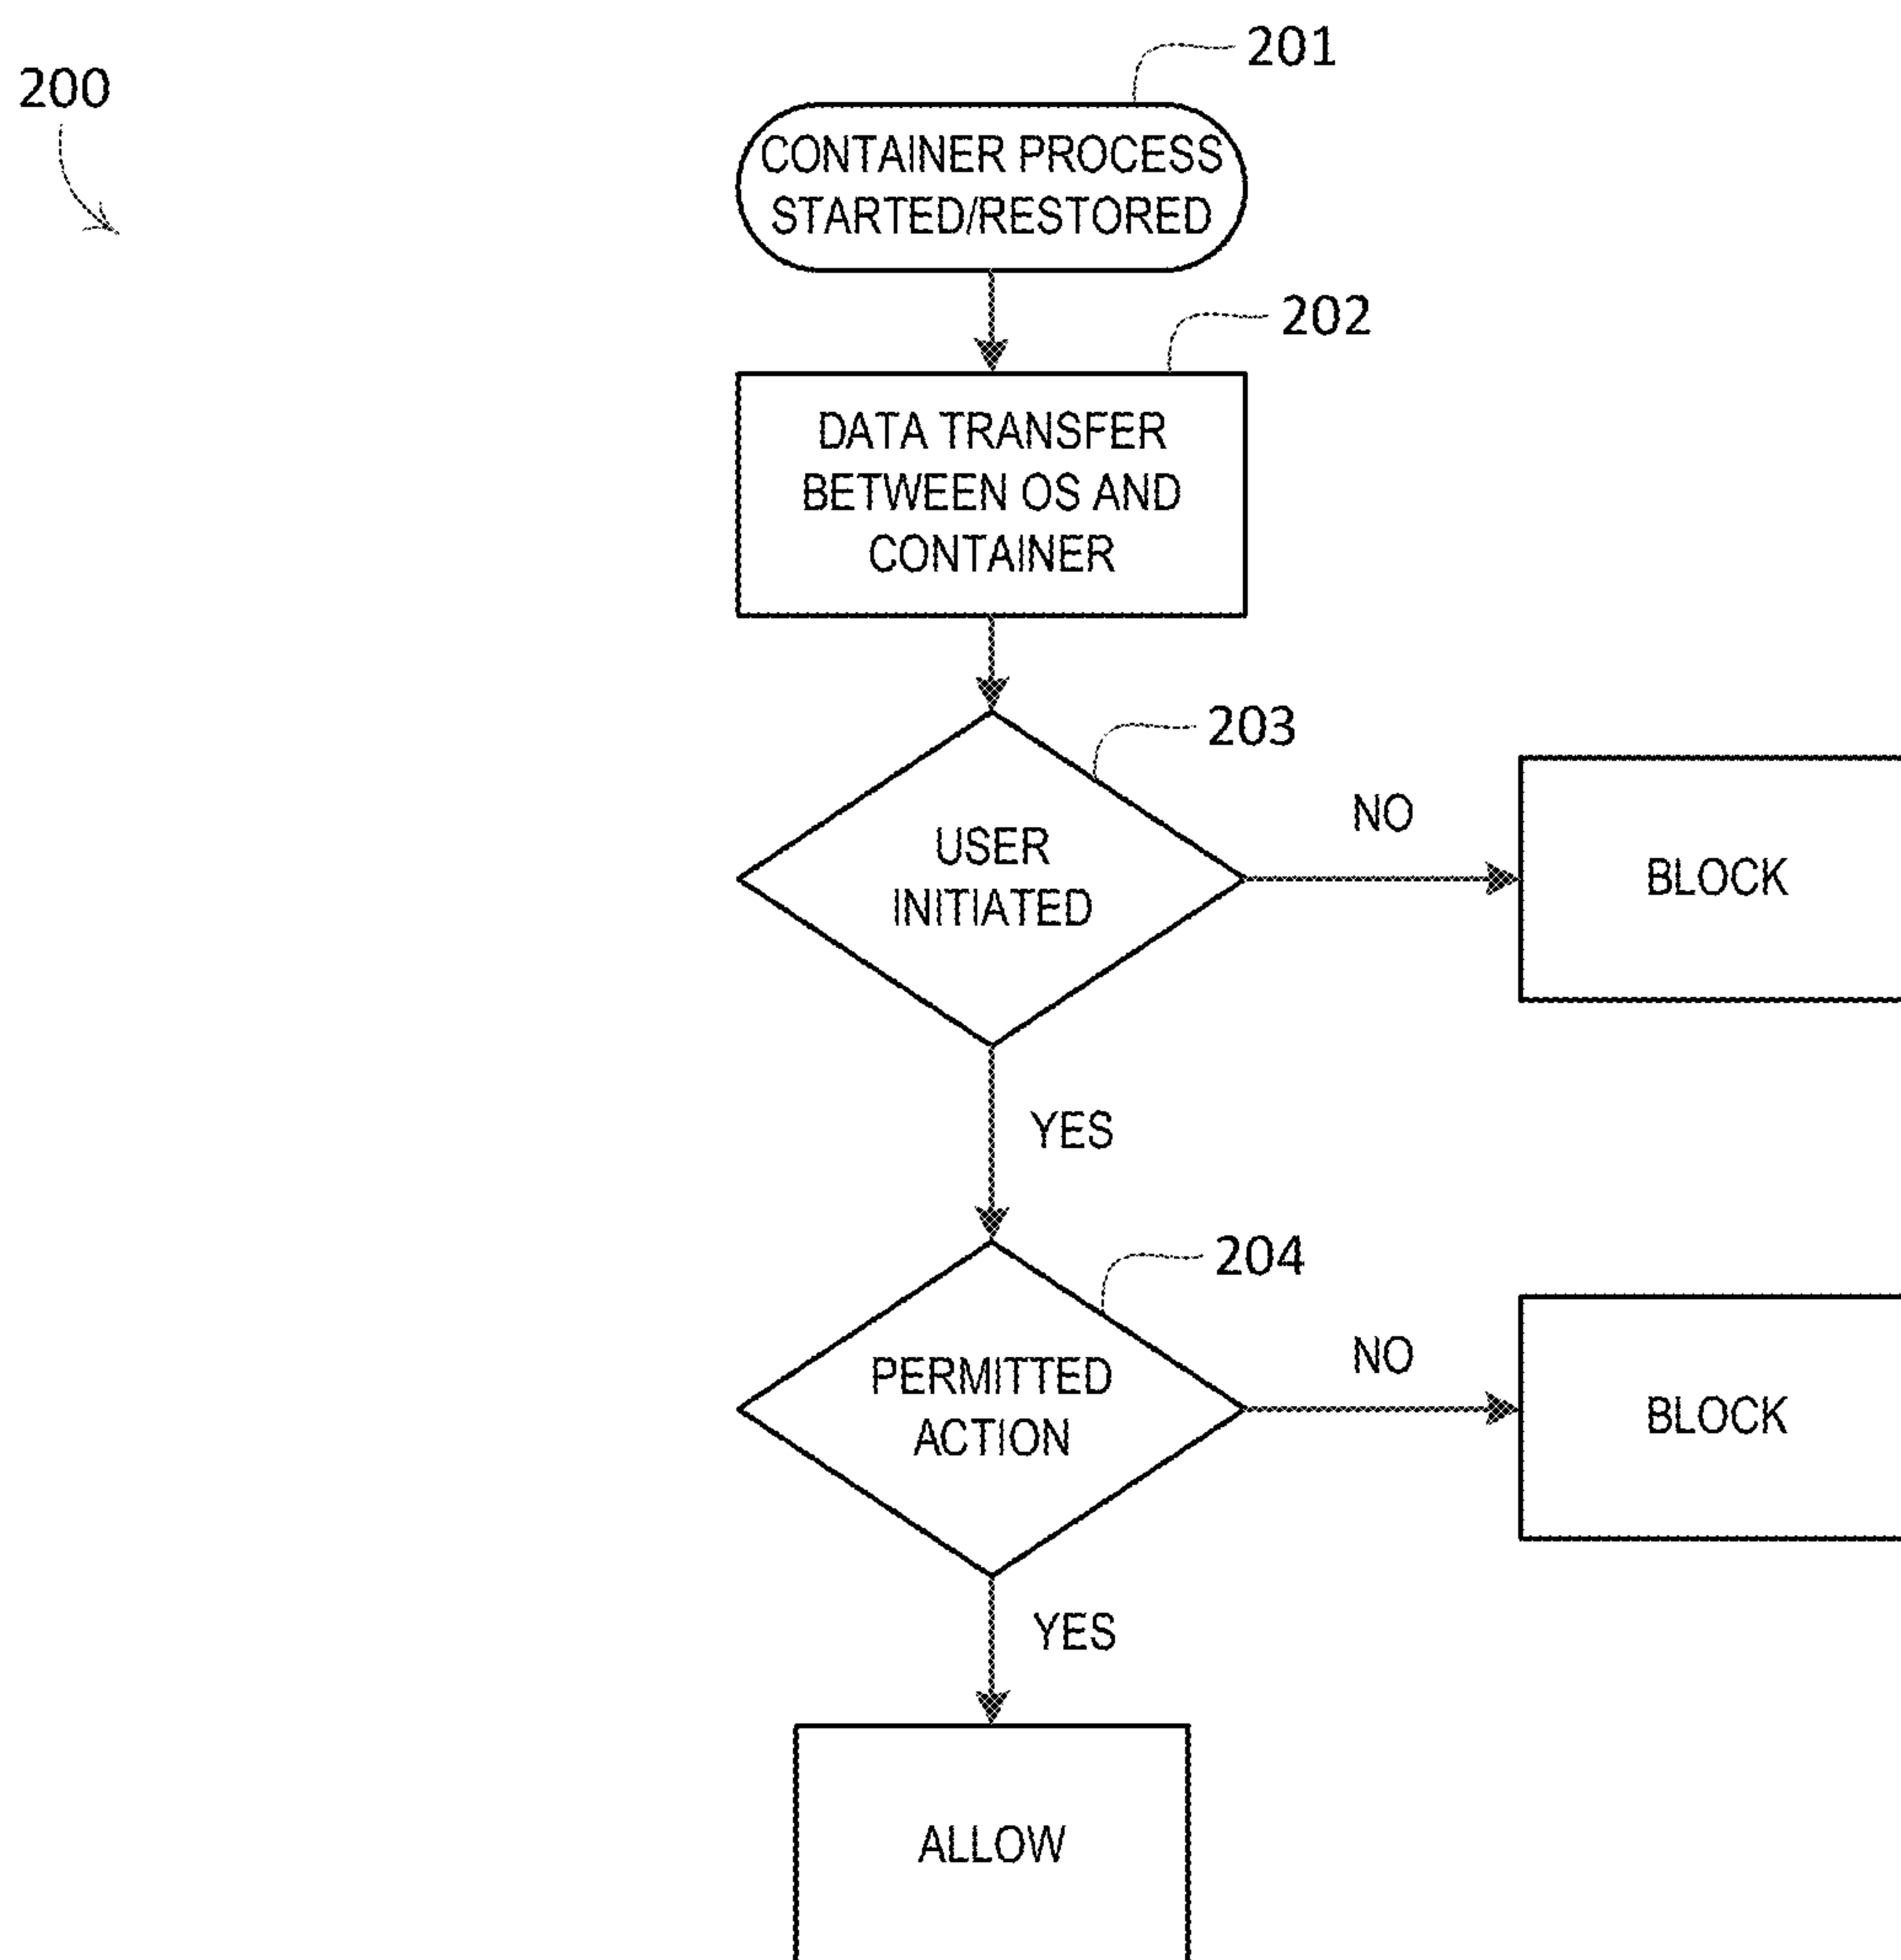 200
201
CONTAINER PROCESS
STARTED/RESTORED
202
DATA TRANSFER
BETWEEN OS AND
CONTAINER
203
USER
INITIATED
NO
BLOCK
YES
204
PERMITTED
ACTION
NO
BLOCK
YES
ALLOW